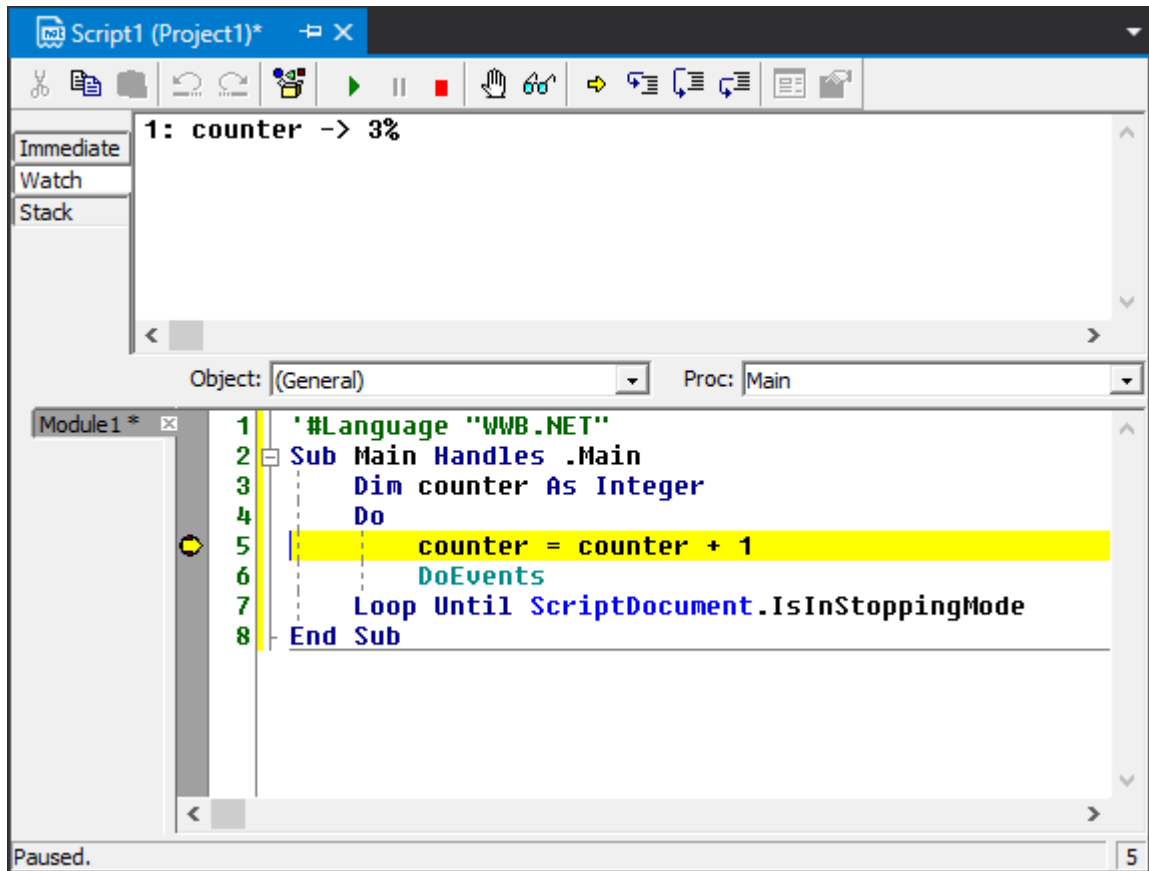 Script1 (Project1)*
1: counter -> 3%
Immediate
Watch
Stack
Object: (General) Proc: Main
Module1 *
1 '#Language "WWB.NET"
2 Sub Main Handles .Main
3 Dim counter As Integer
4 Do
5 counter = counter + 1
6 DoEvents
7 Loop Until ScriptDocument.IsInStoppingMode
8 End Sub
Paused. 5